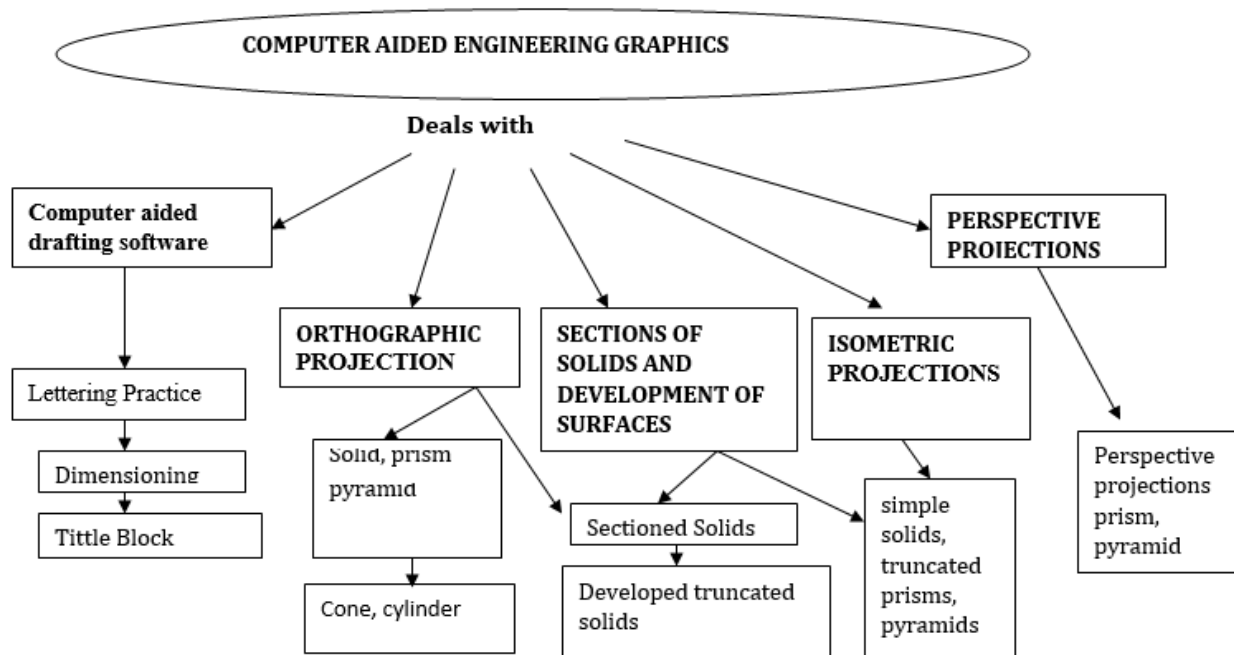 COMPUTER AIDED ENGINEERING GRAPHICS
Deals with
Computer aided
drafting software
PERSPECTIVE
PROJECTIONS
ORTHOGRAPHIC
PROJECTION
SECTIONS OF
SOLIDS AND
DEVELOPMENT OF
SURFACES
ISOMETRIC
PROJECTIONS
Lettering Practice
Dimensioning
Tittle Block
Solid, prism
pyramid
Cone, cylinder
Sectioned Solids
Developed truncated
solids
simple
solids,
truncated
prisms,
pyramids
Perspective
projections
prism,
pyramid